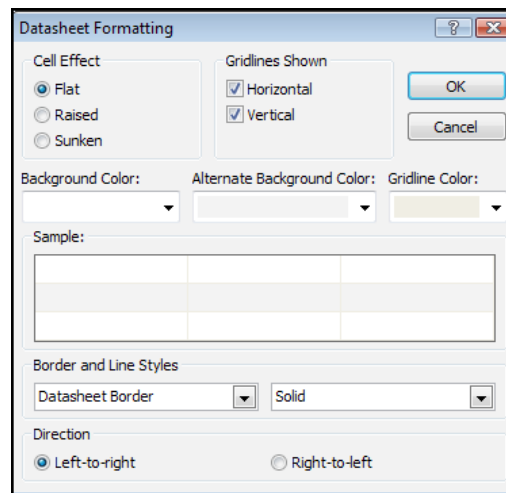 Datasheet Formatting
Cell Effect
Flat
Raised
Sunken
Gridlines Shown
Horizontal
Vertical
OK
Cancel
Background Color:
Alternate Background Color:
Gridline Color:
Sample:
Border and Line Styles
Datasheet Border
Solid
Direction
Left-to-right
Right-to-left